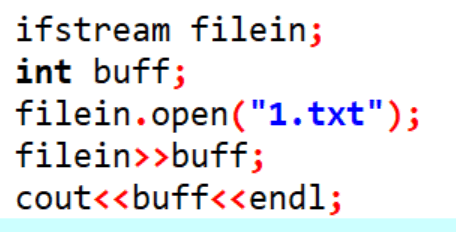 ifstream filein;
int buff;
filein.open("1.txt");
filein>>buff;
cout<<buff<<endl;